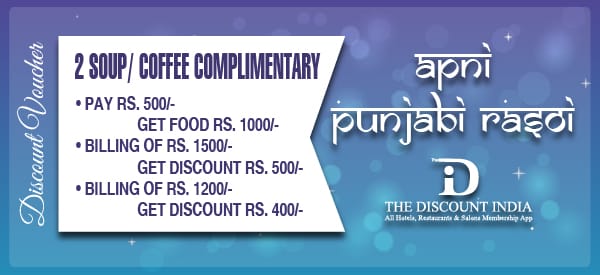 Discount Voucher
2 SOUP/ COFFEE COMPLIMENTARY
• PAY RS. 500/-
GET FOOD RS. 1000/-
• BILLING OF RS. 1500/-
GET DISCOUNT RS. 500/-
• BILLING OF RS. 1200/-
GET DISCOUNT RS. 400/-
apni
punjabi rasoi
The
iD
THE DISCOUNT INDIA
All Hotels, Restaurants & Salons Membership App